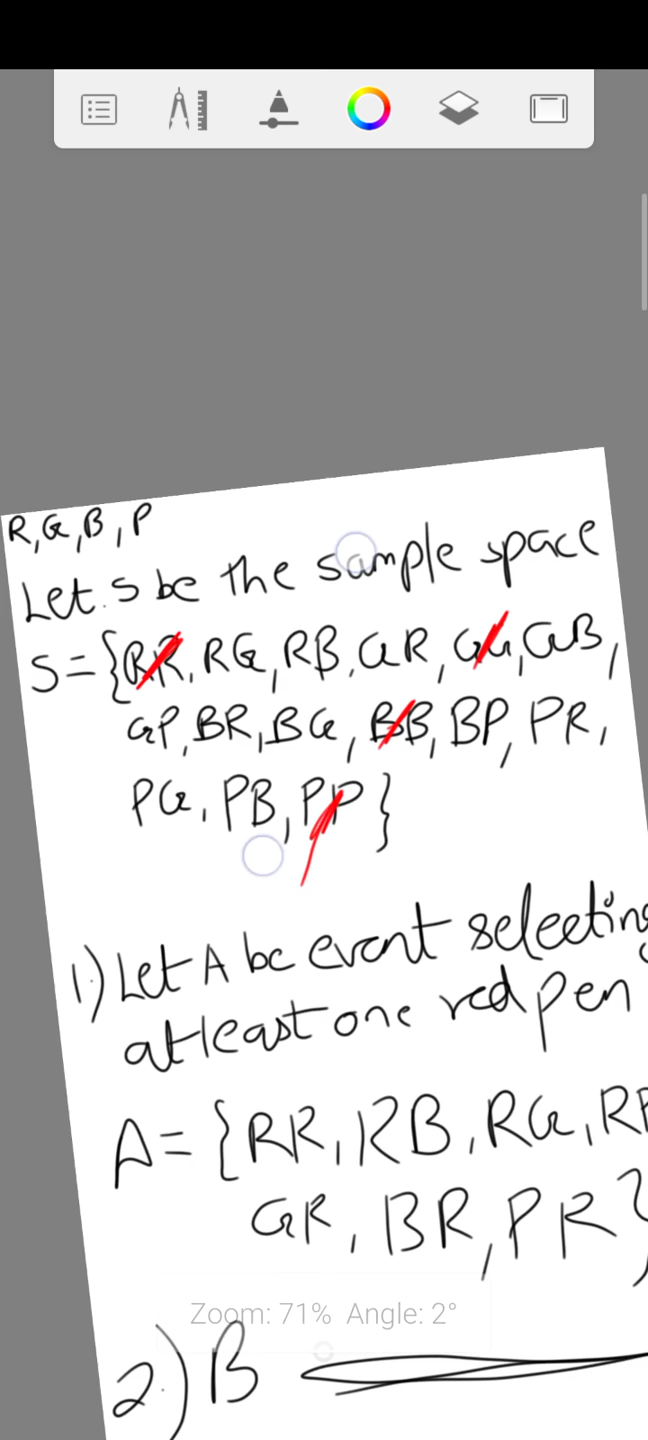 R,G,B,P
Let S be the sample space
S={RR, RG, RB, GR, GG, GB,
GP, BR, BG, BB, BP, PR,
PG, PB, PP}
1) Let A be event selecting
atleast one red pen
A= {RR, RB, RG, RP
GR, BR, PR}
Zoom: 71% Angle: 2°
2) B